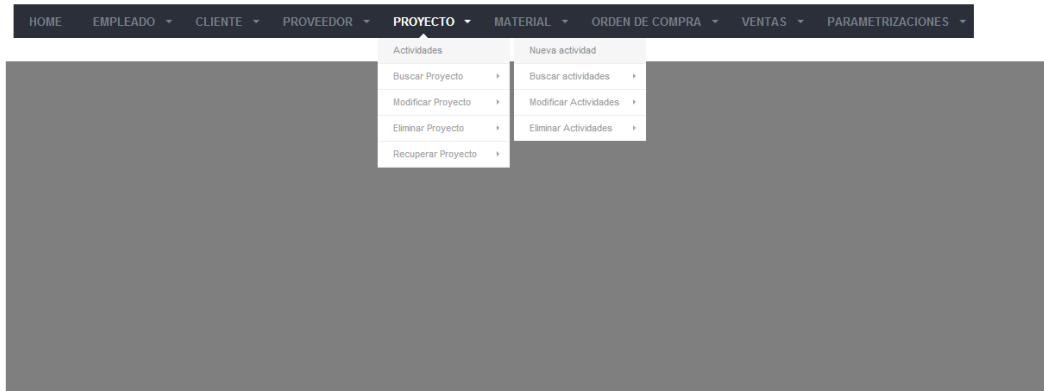 HOME EMPLEADO CLIENTE PROVEEDOR PROYECTO MATERIAL ORDEN DE COMPRA VENTAS PARAMETRIZACIONES
Actividades Nueva actividad
Buscar Proyecto Buscar actividades
Modificar Proyecto Modificar Actividades
Eliminar Proyecto Eliminar Actividades
Recuperar Proyecto